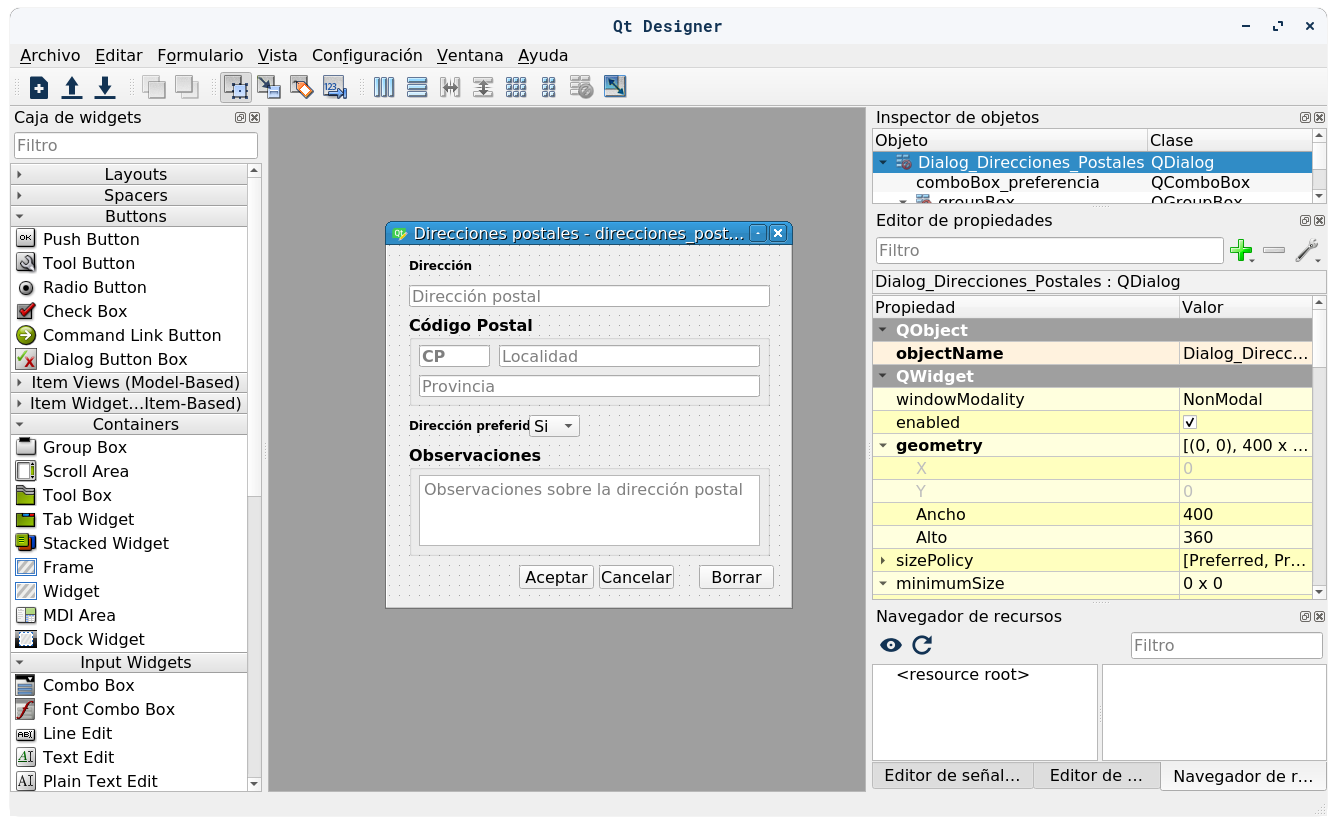 Qt Designer
Archivo Editar Formulario Vista Configuración Ventana Ayuda
123
Caja de widgets
Filtro
Layouts
Spacers
Buttons
OK Push Button
Tool Button
Radio Button
Check Box
Command Link Button
Dialog Button Box
Item Views (Model-Based)
Item Widget...Item-Based)
Containers
Group Box
Scroll Area
Tool Box
Tab Widget
Stacked Widget
Frame
Widget
MDI Area
Dock Widget
Input Widgets
Combo Box
Font Combo Box
ABI Line Edit
AI Text Edit
AI Plain Text Edit
Qt Direcciones postales - direcciones_post...
Dirección
Dirección postal
Código Postal
CP Localidad
Provincia
Dirección preferid Si
Observaciones
Observaciones sobre la dirección postal
Aceptar Cancelar Borrar
Inspector de objetos
Objeto Clase
Dialog_Direcciones_Postales QDialog
comboBox_preferencia QComboBox
groupBox QGroupBox
Editor de propiedades
Filtro
Dialog_Direcciones_Postales : QDialog
Propiedad Valor
QObject
objectName Dialog_Direcc...
QWidget
windowModality NonModal
enabled
geometry [(0, 0), 400 x ...
X 0
Y 0
Ancho 400
Alto 360
sizePolicy [Preferred, Pr...
minimumSize 0 x 0
Navegador de recursos
Filtro
<resource root>
Editor de señal... Editor de ... Navegador de r...